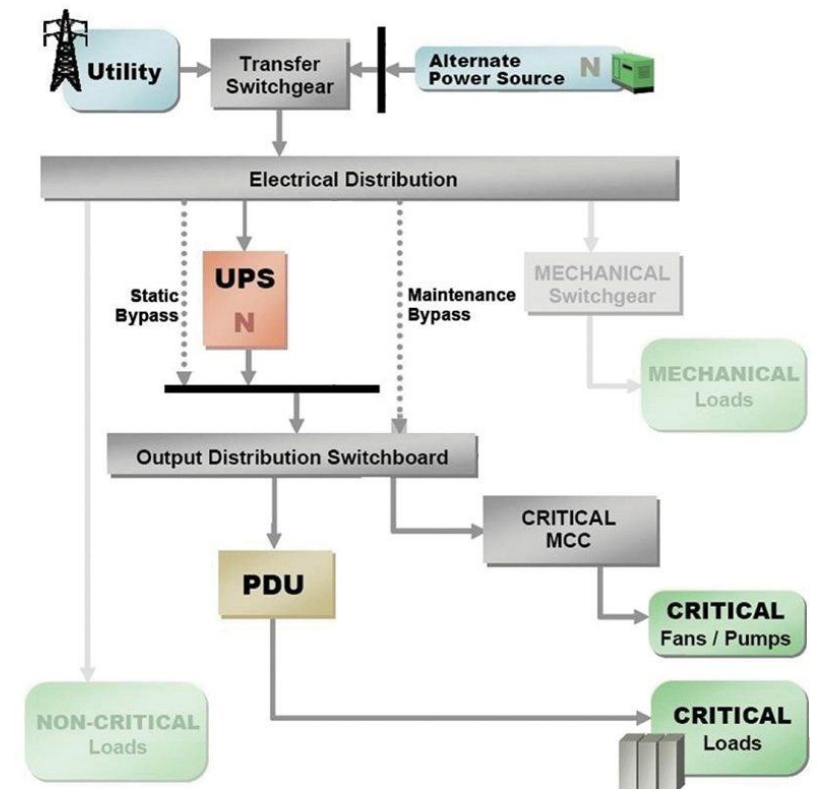 Utility
Transfer
Switchgear
Alternate
Power Source N
Electrical Distribution
UPS
N
Static
Bypass
Maintenance
Bypass
MECHANICAL
Switchgear
MECHANICAL
Loads
Output Distribution Switchboard
CRITICAL
MCC
PDU
CRITICAL
Fans / Pumps
NON-CRITICAL
Loads
CRITICAL
Loads